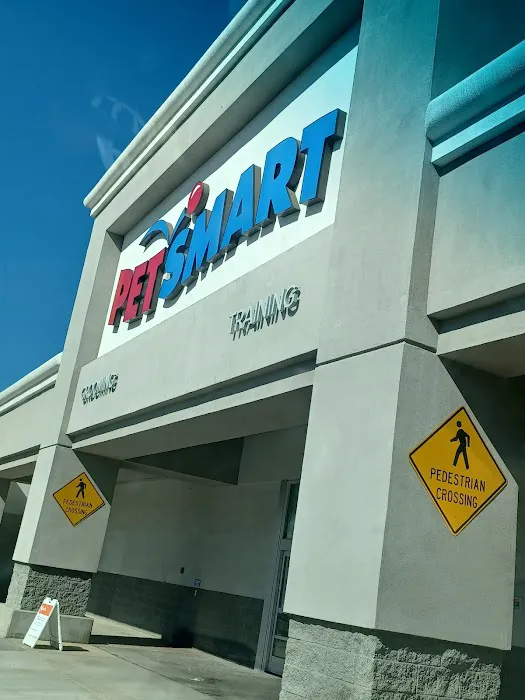 PETSMART
GROOMING
TRAINING
PEDESTRIAN
CROSSING
PEDESTRIAN
CROSSING